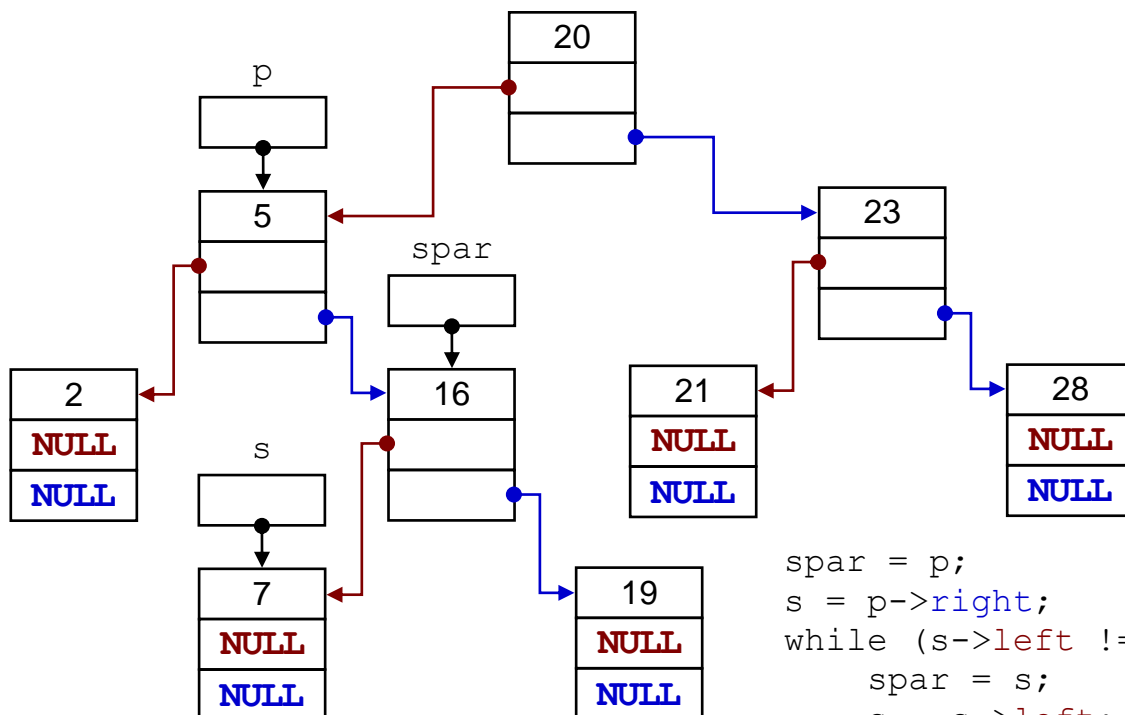 20
p
5
23
spar
2
NULL
NULL
16
21
NULL
NULL
28
NULL
NULL
s
7
NULL
NULL
19
NULL
NULL
spar = p;
s = p->right;
while (s->left !=
spar = s;
s->left;